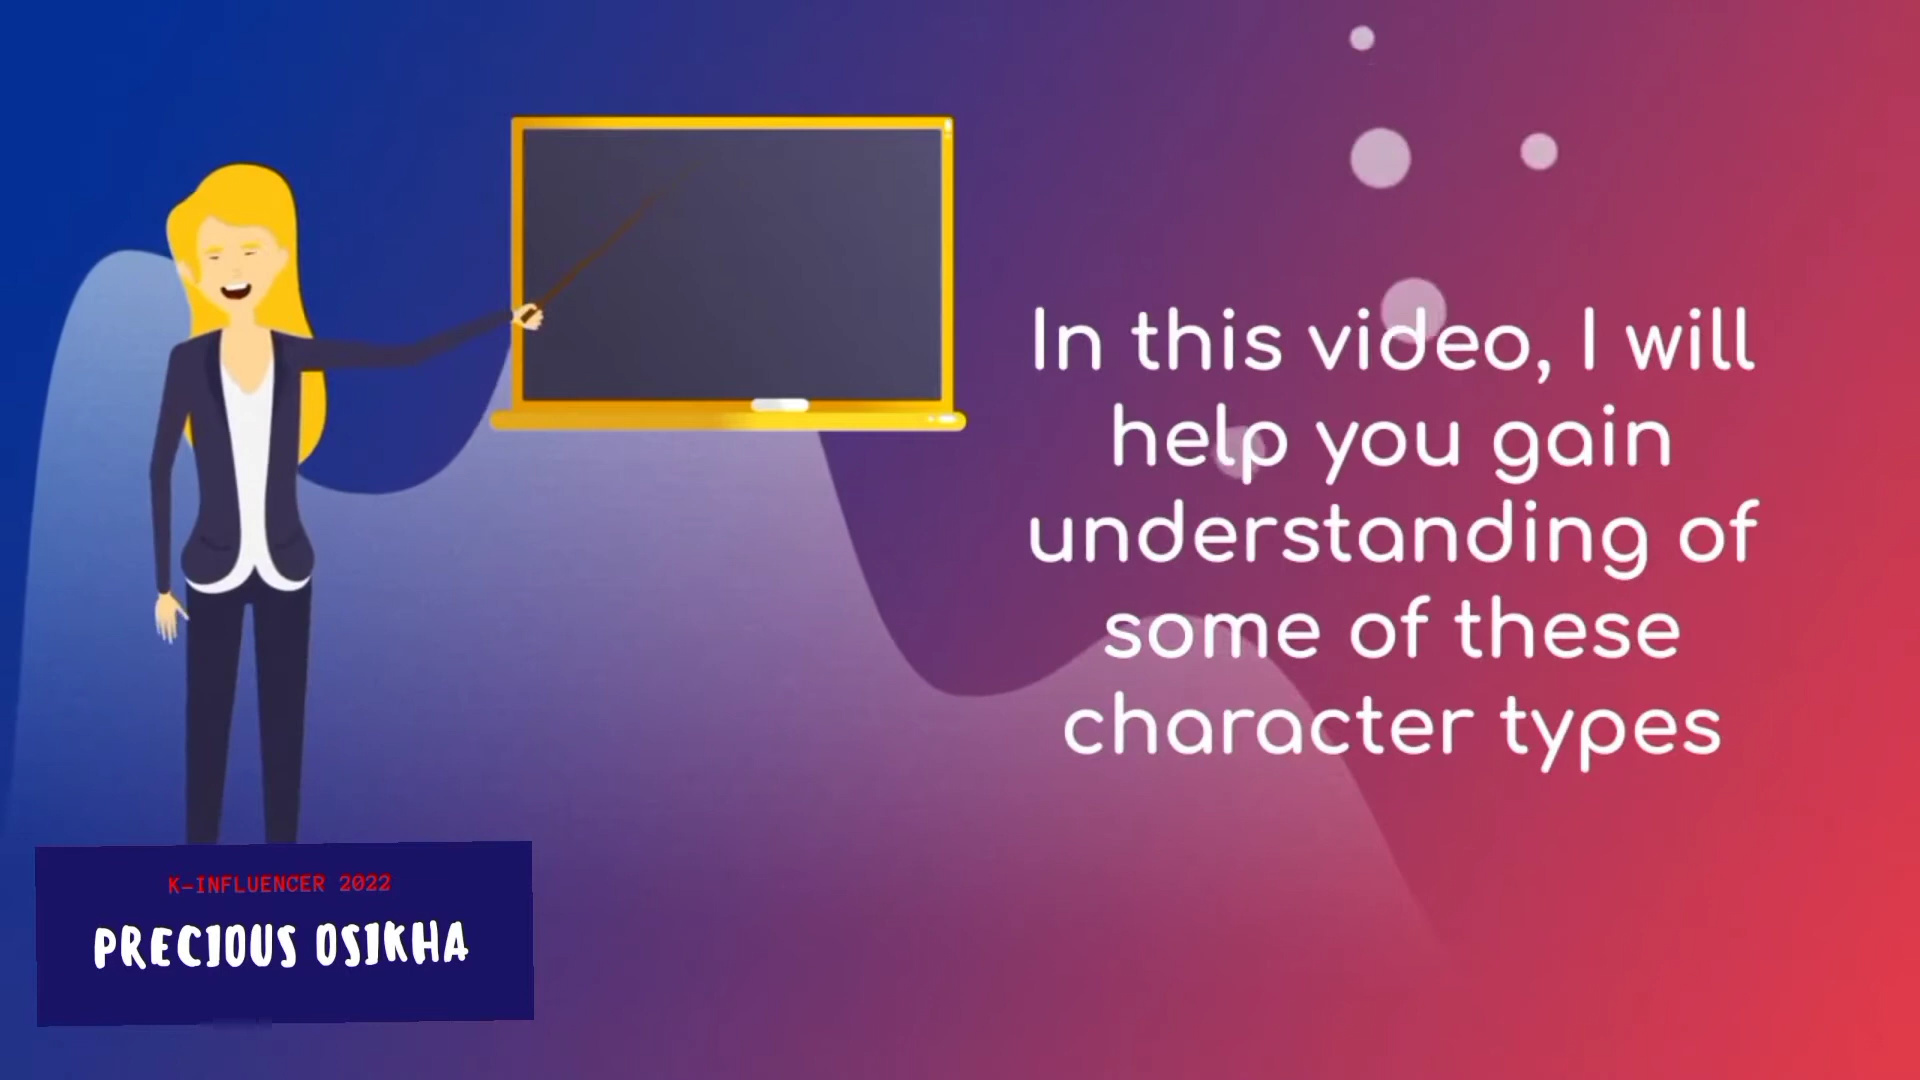 In this video, I will
help you gain
understanding of
some of these
character types
K-INFLUENCER 2022
PRECIOUS OSIKHA